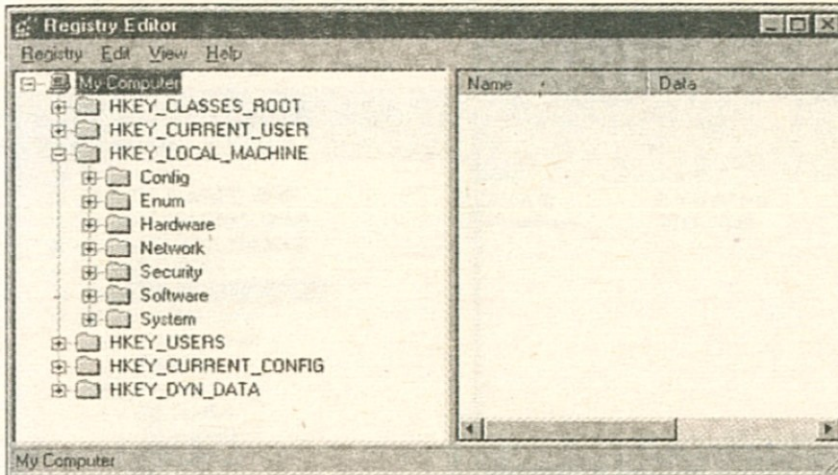 Registry Editor
Registry Edit View Help
My Computer
HKEY_CLASSES_ROOT
HKEY_CURRENT_USER
HKEY_LOCAL_MACHINE
Config
Enum
Hardware
Network
Security
Software
System
HKEY_USERS
HKEY_CURRENT_CONFIG
HKEY_DYN_DATA
Name Data
My Computer